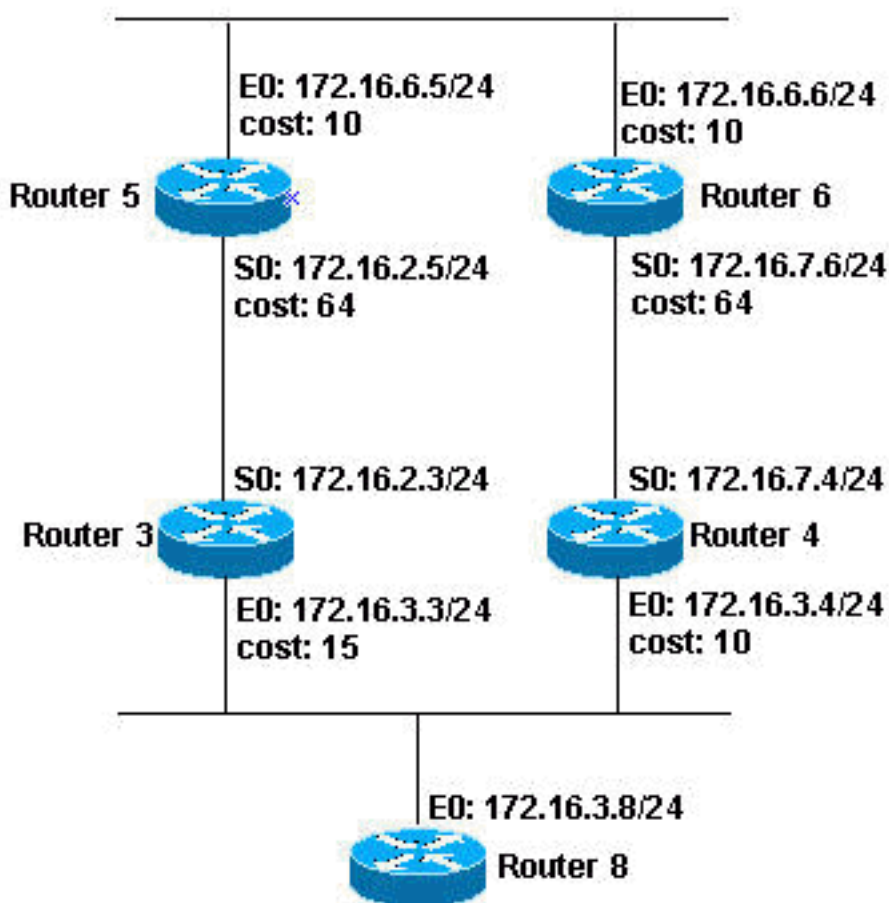 E0: 172.16.6.5/24
cost: 10
E0: 172.16.6.6/24
cost: 10
Router 5
Router 6
S0: 172.16.2.5/24
cost: 64
S0: 172.16.7.6/24
cost: 64
S0: 172.16.2.3/24
S0: 172.16.7.4/24
Router 3
Router 4
E0: 172.16.3.3/24
cost: 15
E0: 172.16.3.4/24
cost: 10
E0: 172.16.3.8/24
Router 8